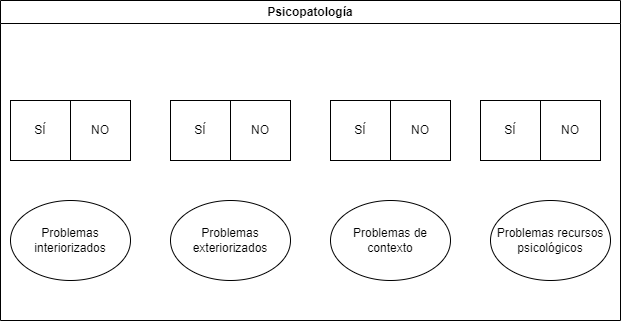 Psicopatología
SÍ NO SÍ NO SÍ NO SÍ NO
Problemas
interiorizados
Problemas
exteriorizados
Problemas de
contexto
Problemas recursos
psicológicos